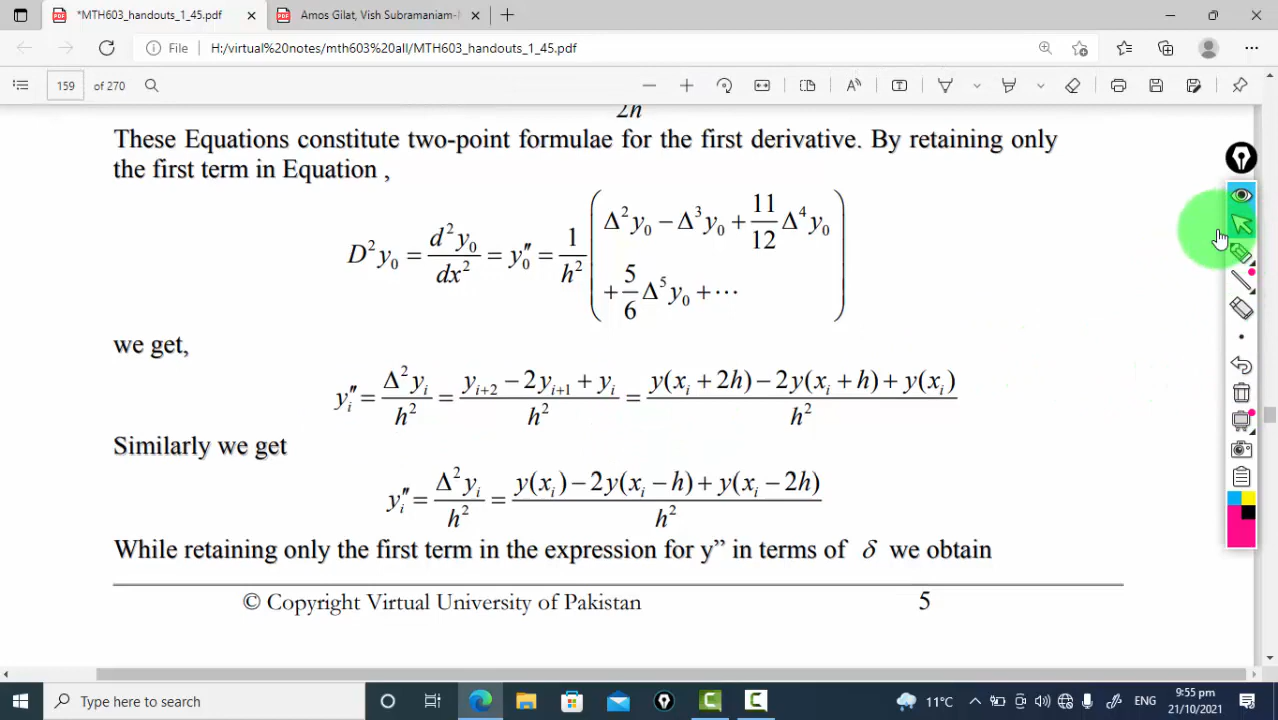 *MTH603_handouts_1_45.pdf
Amos Gilat, Vish Subramaniam-
File H:/virtual%20notes/mth603%20all/MTH603_handouts_1_45.pdf
159 of 270
2h
These Equations constitute two-point formulae for the first derivative. By retaining only
the first term in Equation ,
D²y₀ = d²y₀/dx² = y₀″ = 1/h² (Δ²y₀ − Δ³y₀ + 11/12 Δ⁴y₀
+ 5/6 Δ⁵y₀ + ⋯)
we get,
yᵢ″ = Δ²yᵢ/h² = (yᵢ₊₂ − 2yᵢ₊₁ + yᵢ)/h² = (y(xᵢ + 2h) − 2y(xᵢ + h) + y(xᵢ))/h²
Similarly we get
yᵢ″ = Δ²yᵢ/h² = (y(xᵢ) − 2y(xᵢ − h) + y(xᵢ − 2h))/h²
While retaining only the first term in the expression for y” in terms of δ we obtain
© Copyright Virtual University of Pakistan 5
Type here to search
11°C
ENG
9:55 pm
21/10/2021